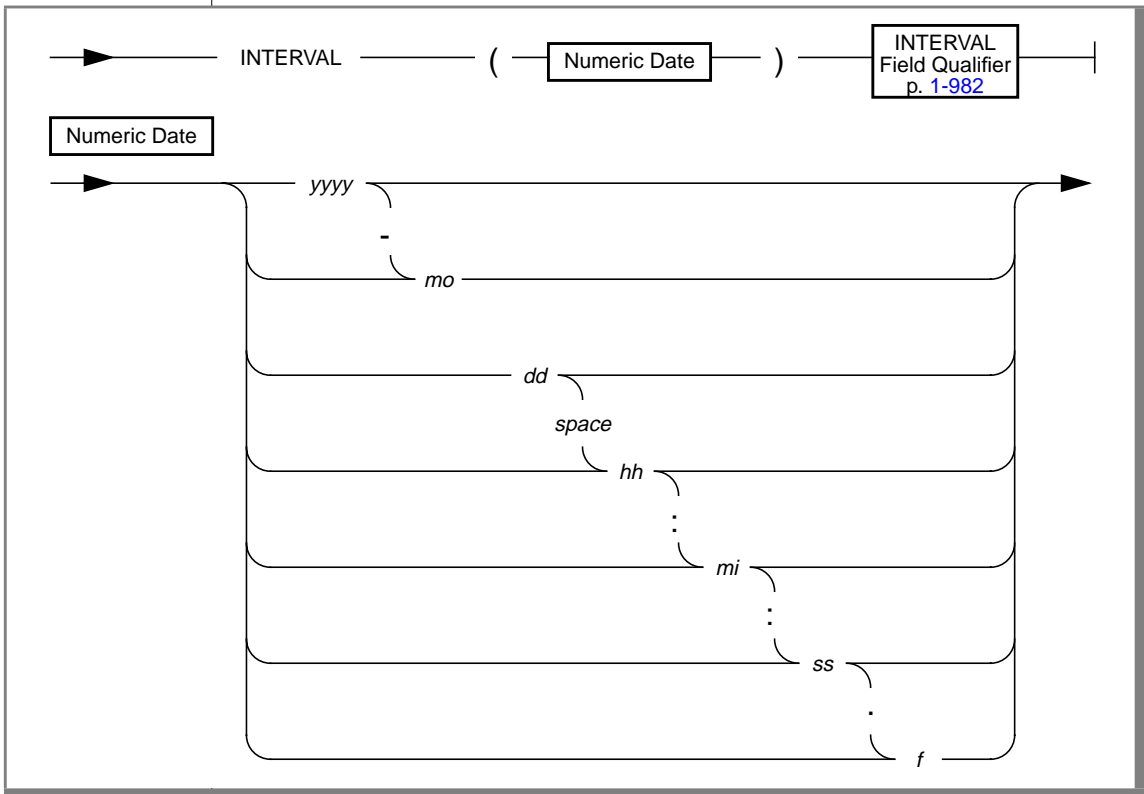 INTERVAL ( Numeric Date ) INTERVAL
Field Qualifier
p. 1-982
Numeric Date
yyyy
-
mo
dd
space
hh
:
mi
:
ss
.
f